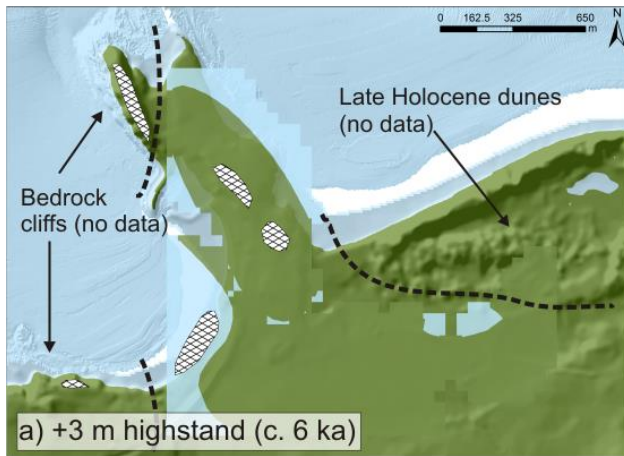 0 162.5 325 650
m
N
Late Holocene dunes
(no data)
Bedrock
cliffs (no data)
a) +3 m highstand (c. 6 ka)